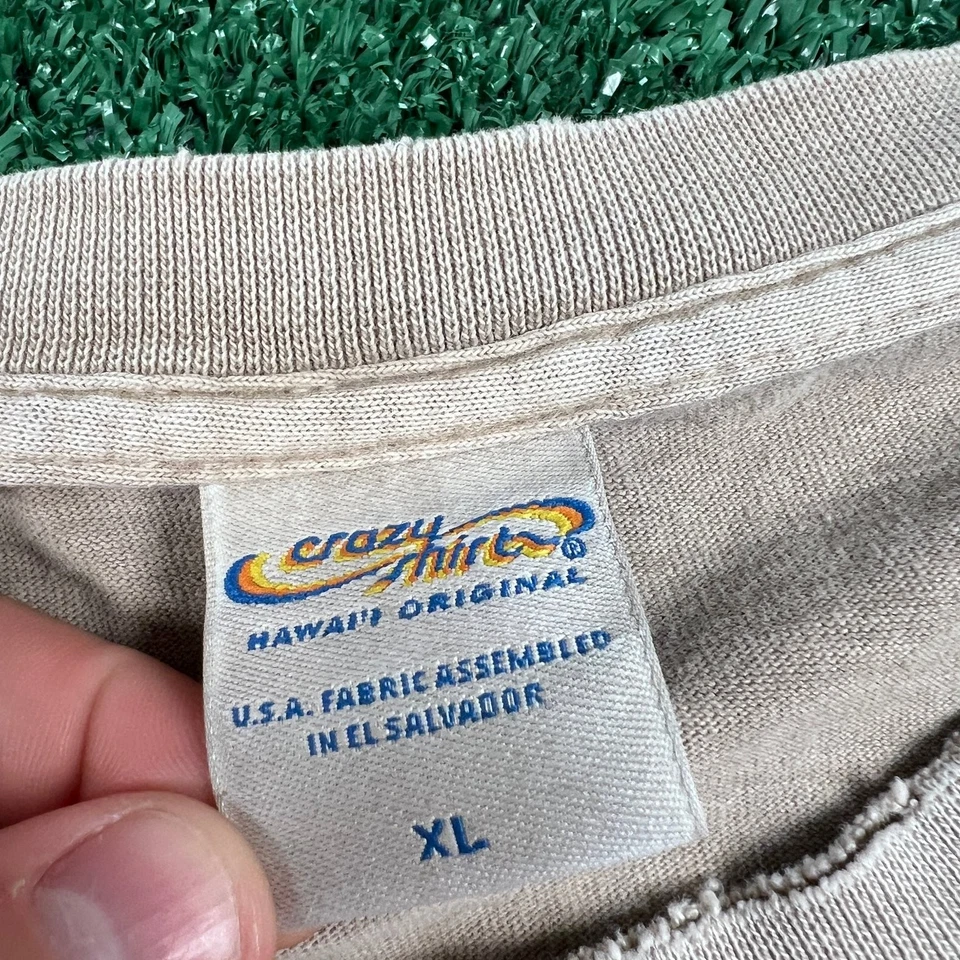 crazy
shirts®
HAWAI'I ORIGINAL
U.S.A. FABRIC ASSEMBLED
IN EL SALVADOR
XL